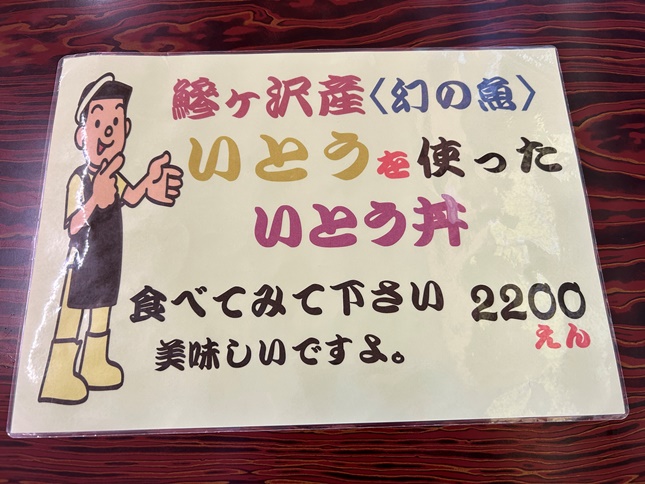 鰺ヶ沢産〈幻の魚〉
いとうを使った
いとう丼
食べてみて下さい 2200
えん
美味しいですよ。